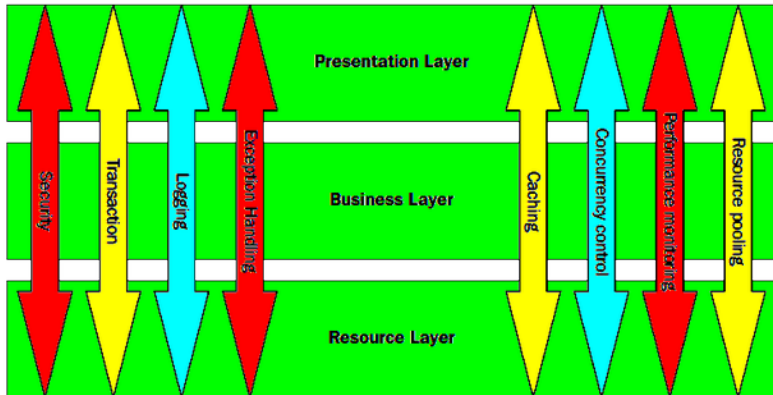 Presentation Layer
Business Layer
Resource Layer
Security
Transaction
Logging
Exception Handling
Caching
Concurrency control
Performance monitoring
Resource pooling